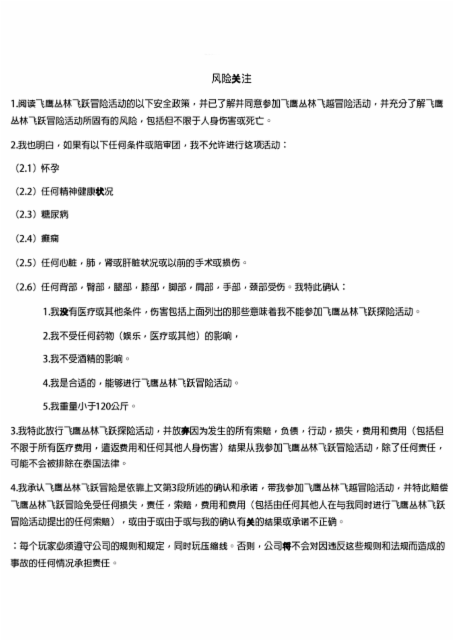 风险关注
1.阅读飞鹰丛林飞跃冒险活动的以下安全政策，并已了解并同意参加飞鹰丛林飞越冒险活动，并充分了解飞鹰
丛林飞跃冒险活动所固有的风险，包括但不限于人身伤害或死亡。
2.我也明白，如果有以下任何条件或陪审团，我不允许进行这项活动：
（2.1）怀孕
（2.2）任何精神健康狀况
（2.3）糖尿病
（2.4）癫痫
（2.5）任何心脏，肺，肾或肝脏状况或以前的手术或损伤。
（2.6）任何背部，臀部，腿部，膝部，脚部，肩部，手部，颈部受伤。我特此确认：
1.我没有医疗或其他条件，伤害包括上面列出的那些意味着我不能参加飞鹰丛林飞跃探险活动。
2.我不受任何药物（娱乐，医疗或其他）的影响，
3.我不受酒精的影响。
4.我是合适的，能够进行飞鹰丛林飞跃冒险活动。
5.我重量小于120公斤。
3.我特此放行飞鹰丛林飞跃探险活动，并放弃因为发生的所有索赔，负债，行动，损失，费用和费用（包括但
不限于所有医疗费用，遣返费用和任何其他人身伤害）结果从我参加飞鹰丛林飞跃冒险活动，除了任何责任，
可能不会被排除在泰国法律。
4.我承认飞鹰丛林飞跃冒险是依靠上文第3段所述的确认和承诺，带我参加飞鹰丛林飞越冒险活动，并特此赔偿
飞鹰丛林飞跃冒险免受任何损失，责任，索赔，费用和费用（包括由任何其他人在与我同时进行飞鹰丛林飞跃
冒险活动提出的任何索赔），或由于或由于或与我的确认有关的结果或承诺不正确。
：每个玩家必须遵守公司的规则和规定，同时玩压缩线。否则，公司将不会对因违反这些规则和法规而造成的
事故的任何情况承担责任。